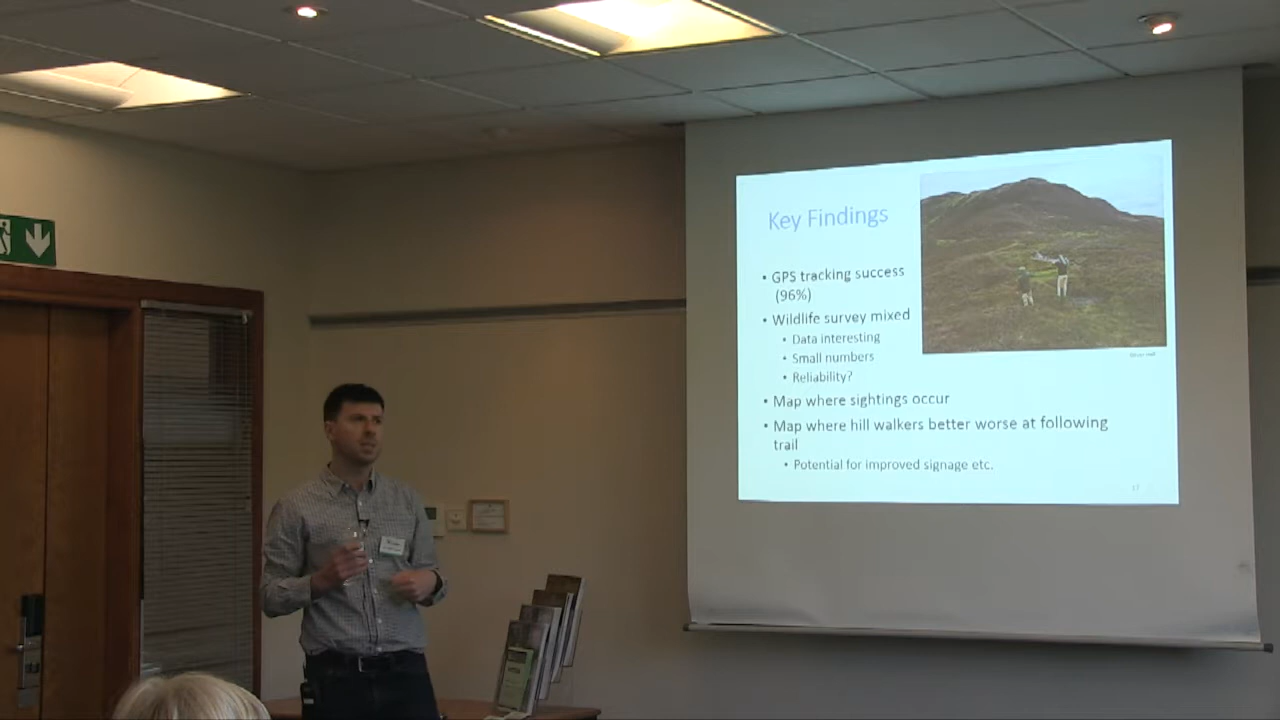 Key Findings
• GPS tracking success
(96%)
• Wildlife survey mixed
• Data interesting
• Small numbers
• Reliability?
• Map where sightings occur
• Map where hill walkers better worse at following
trail
• Potential for improved signage etc.
17